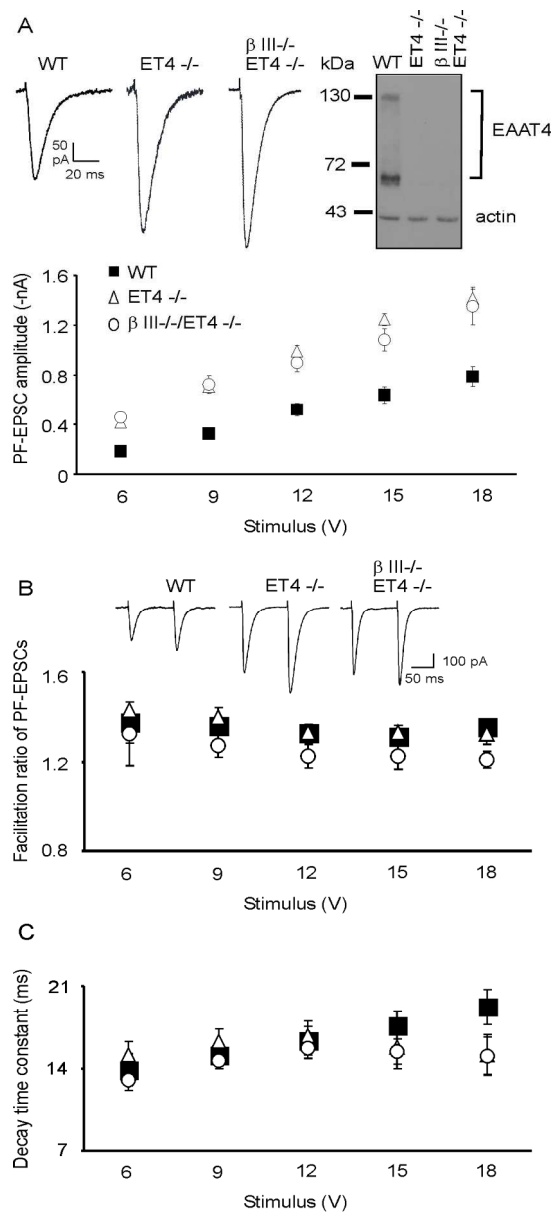 A
WT
ET4 -/-
β III-/-
ET4 -/-
50
pA
20 ms
kDa
WT
ET4 -/-
β III-/-
ET4 -/-
130
72
43
EAAT4
actin
WT
ET4 -/-
β III-/-/ET4 -/-
PF-EPSC amplitude (-nA)
1.6
1.2
0.8
0.4
0
6 9 12 15 18
Stimulus (V)
B
WT
ET4 -/-
β III-/-
ET4 -/-
100 pA
50 ms
Facilitation ratio of PF-EPSCs
1.6
1.2
0.8
6 9 12 15 18
Stimulus (V)
C
Decay time constant (ms)
21
14
7
6 9 12 15 18
Stimulus (V)